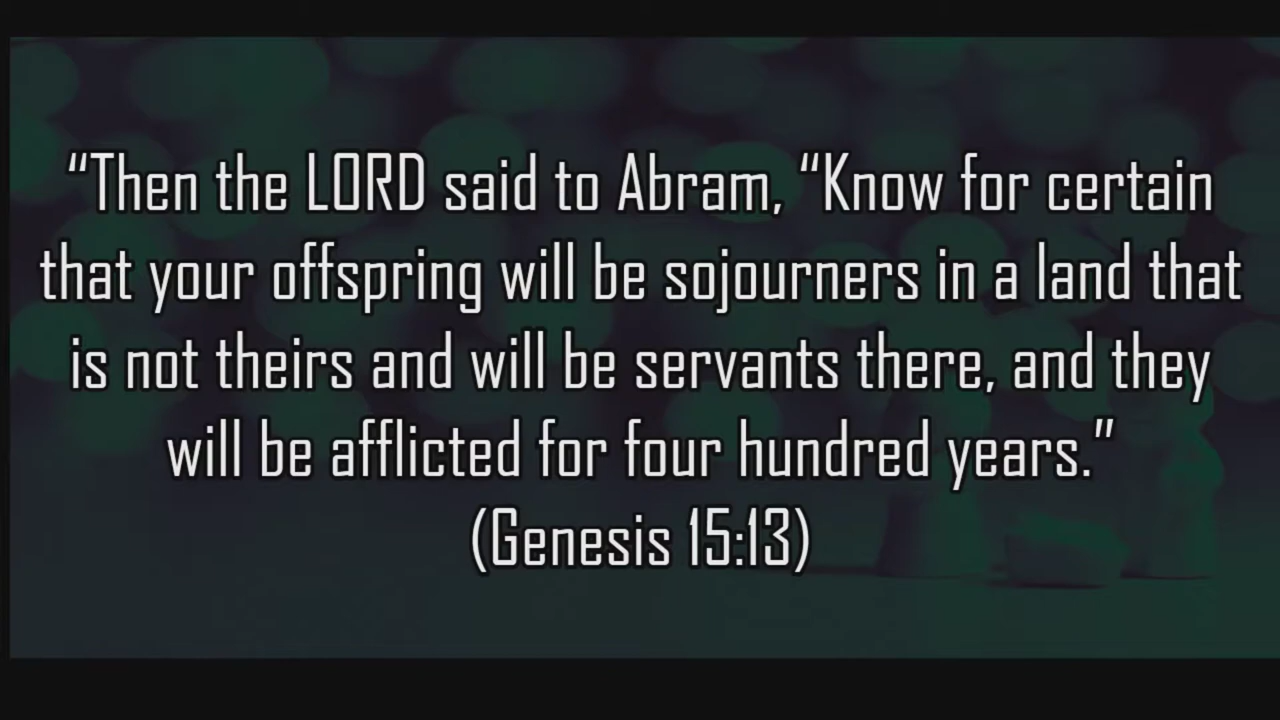 “Then the LORD said to Abram, “Know for certain
that your offspring will be sojourners in a land that
is not theirs and will be servants there, and they
will be afflicted for four hundred years.”
(Genesis 15:13)